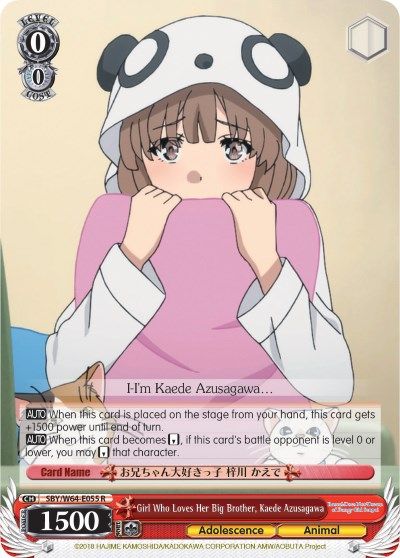 LEVEL
0
0
COST
I-I'm Kaede Azusagawa…
AUTO When this card is placed on the stage from your hand, this card gets
+1500 power until end of turn.
AUTO When this card becomes [ ], if this card's battle opponent is level 0 or
lower, you may [ ] that character.
Card Name お兄ちゃん大好きっ子 梓川 かえで
CH SBY/W64-E055 R
Girl Who Loves Her Big Brother, Kaede Azusagawa
POWER
1500
Adolescence
Animal
©2018 HAJIME KAMOSHIDA/KADOKAWA CORPORATION AMW/AOBUTA Project